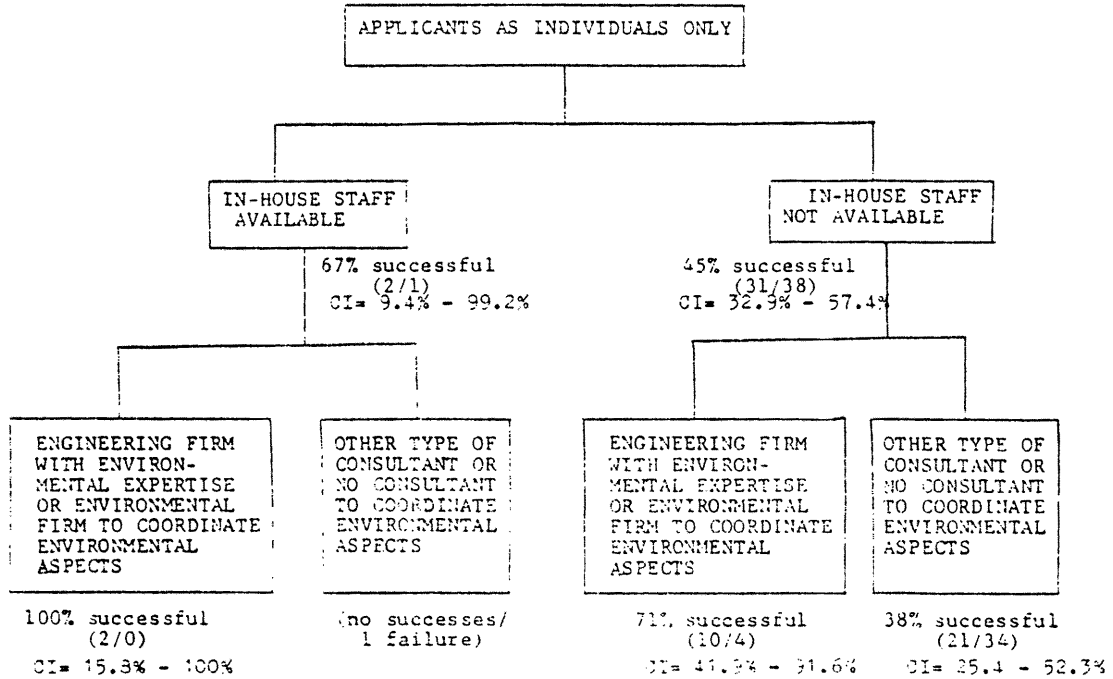 APPLICANTS AS INDIVIDUALS ONLY
IN-HOUSE STAFF
AVAILABLE
67% successful
(2/1)
CI= 9.4% - 99.2%
IN-HOUSE STAFF
NOT AVAILABLE
45% successful
(31/38)
CI= 32.9% - 57.4%
ENGINEERING FIRM
WITH ENVIRON-
MENTAL EXPERTISE
OR ENVIRONMENTAL
FIRM TO COORDINATE
ENVIRONMENTAL
ASPECTS
100% successful
(2/0)
CI= 15.8% - 100%
OTHER TYPE OF
CONSULTANT OR
NO CONSULTANT
TO COORDINATE
ENVIRONMENTAL
ASPECTS
(no successes/
1 failure)
ENGINEERING FIRM
WITH ENVIRON-
MENTAL EXPERTISE
OR ENVIRONMENTAL
FIRM TO COORDINATE
ENVIRONMENTAL
ASPECTS
71% successful
(10/4)
CI= 41.9% - 91.6%
OTHER TYPE OF
CONSULTANT OR
NO CONSULTANT
TO COORDINATE
ENVIRONMENTAL
ASPECTS
38% successful
(21/34)
CI= 25.4 - 52.3%